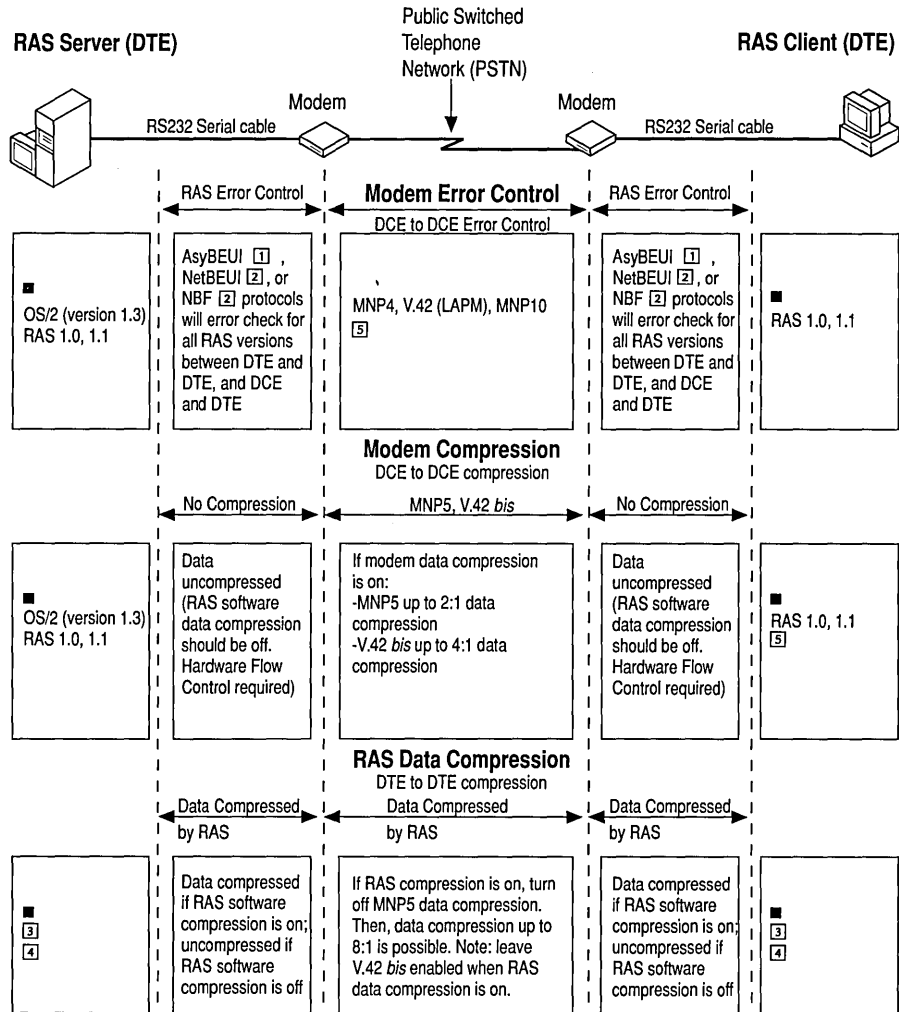 Public Switched
Telephone
Network (PSTN)
RAS Server (DTE)
RAS Client (DTE)
Modem
Modem
RS232 Serial cable
RS232 Serial cable
RAS Error Control
Modem Error Control
RAS Error Control
DCE to DCE Error Control
■
OS/2 (version 1.3)
RAS 1.0, 1.1
AsyBEUI 1 ,
NetBEUI 2, or
NBF 2 protocols
will error check for
all RAS versions
between DTE and
DTE, and DCE
and DTE
MNP4, V.42 (LAPM), MNP10
5
AsyBEUI 1 ,
NetBEUI 2, or
NBF 2 protocols
will error check for
all RAS versions
between DTE and
DTE, and DCE
and DTE
■
RAS 1.0, 1.1
Modem Compression
DCE to DCE compression
No Compression
MNP5, V.42 bis
No Compression
■
OS/2 (version 1.3)
RAS 1.0, 1.1
Data
uncompressed
(RAS software
data compression
should be off.
Hardware Flow
Control required)
If modem data compression
is on:
-MNP5 up to 2:1 data
compression
-V.42 bis up to 4:1 data
compression
Data
uncompressed
(RAS software
data compression
should be off.
Hardware Flow
Control required)
■
RAS 1.0, 1.1
5
RAS Data Compression
DTE to DTE compression
Data Compressed
by RAS
Data Compressed
by RAS
Data Compressed
by RAS
■
3
4
Data compressed
if RAS software
compression is on;
uncompressed if
RAS software
compression is off
If RAS compression is on, turn
off MNP5 data compression.
Then, data compression up to
8:1 is possible. Note: leave
V.42 bis enabled when RAS
data compression is on.
Data compressed
if RAS software
compression is on;
uncompressed if
RAS software
compression is off
■
3
4